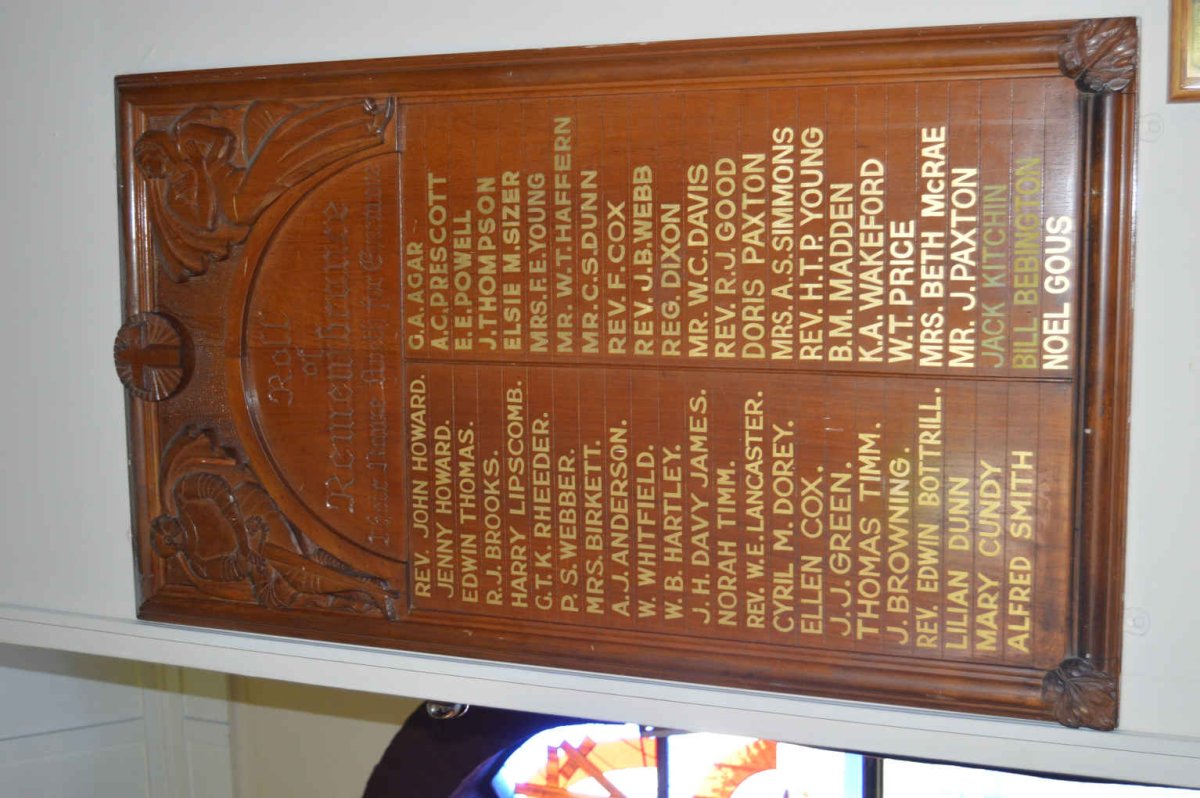 Roll
of
Remembrance
REV. JOHN HOWARD.
JENNY HOWARD.
EDWIN THOMAS.
R.J. BROOKS.
HARRY LIPSCOMB.
G.T.K. RHEEDER.
P.S. WEBBER.
MRS. BIRKETT.
A.J. ANDERSON.
W. WHITFIELD.
W.B. HARTLEY.
J.H. DAVY JAMES.
NORAH TIMM.
REV. W.E. LANCASTER.
CYRIL M. DOREY.
ELLEN COX.
J.J. GREEN.
THOMAS TIMM.
J. BROWNING.
REV. EDWIN BOTTRILL.
LILIAN DUNN
MARY CUNDY
ALFRED SMITH
G.A. AGAR
A.C. PRESCOTT
E.E. POWELL
J. THOMPSON
ELSIE M. SIZER
MRS. F.E. YOUNG
MR. W.T. HAFFERN
MR. C.S. DUNN
REV. F. COX
REV. J.B. WEBB
REG. DIXON
MR. W.C. DAVIS
REV. R.J. GOOD
DORIS PAXTON
MRS. A.S. SIMMONS
REV. H.T.P. YOUNG
B.M. MADDEN
K.A. WAKEFORD
W.T. PRICE
MRS. BETH McRAE
MR. J. PAXTON
JACK KITCHIN
BILL BEBINGTON
NOEL GOUS